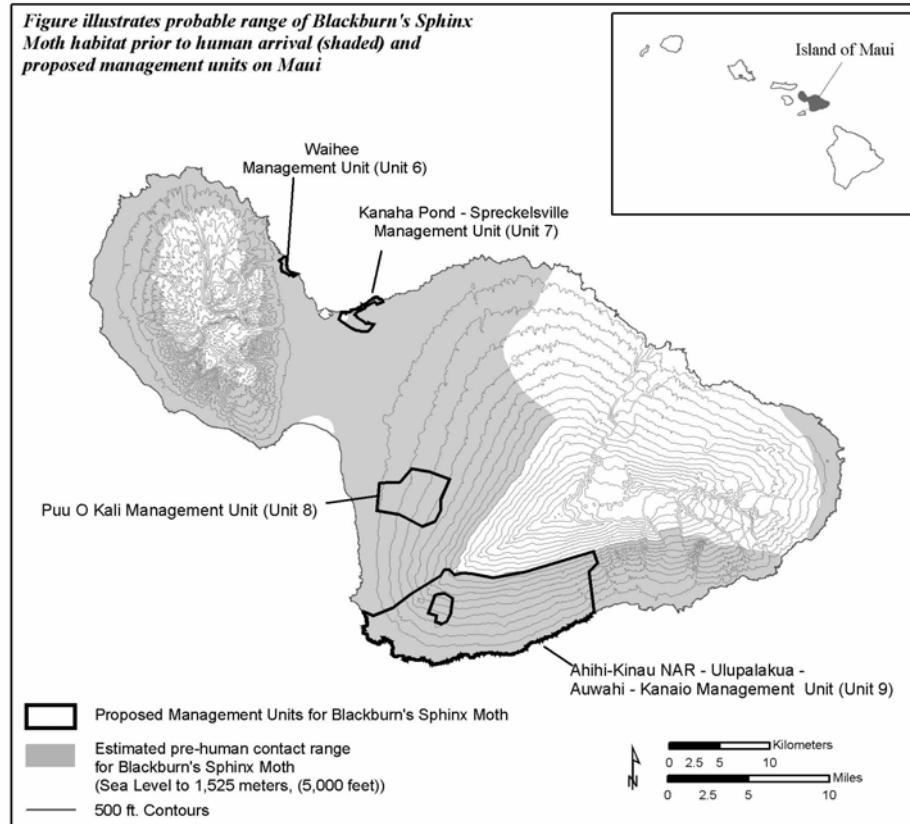 Figure illustrates probable range of Blackburn's Sphinx
Moth habitat prior to human arrival (shaded) and
proposed management units on Maui
Island of Maui
Waihee
Management Unit (Unit 6)
Kanaha Pond - Spreckelsville
Management Unit (Unit 7)
Puu O Kali Management Unit (Unit 8)
Ahihi-Kinau NAR - Ulupalakua -
Auwahi - Kanaio Management Unit (Unit 9)
Proposed Management Units for Blackburn's Sphinx Moth
Estimated pre-human contact range
for Blackburn's Sphinx Moth
(Sea Level to 1,525 meters, (5,000 feet))
500 ft. Contours
N
Kilometers
0 2.5 5 10
Miles
0 2.5 5 10